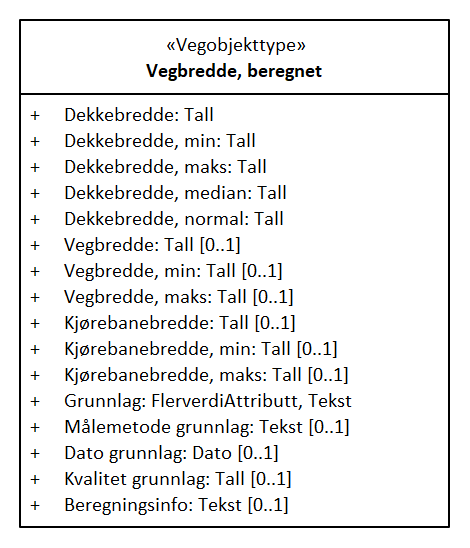 «Vegobjekttype»
Vegbredde, beregnet
+ Dekkebredde: Tall
+ Dekkebredde, min: Tall
+ Dekkebredde, maks: Tall
+ Dekkebredde, median: Tall
+ Dekkebredde, normal: Tall
+ Vegbredde: Tall [0..1]
+ Vegbredde, min: Tall [0..1]
+ Vegbredde, maks: Tall [0..1]
+ Kjørebanebredde: Tall [0..1]
+ Kjørebanebredde, min: Tall [0..1]
+ Kjørebanebredde, maks: Tall [0..1]
+ Grunnlag: FlerverdiAttributt, Tekst
+ Målemetode grunnlag: Tekst [0..1]
+ Dato grunnlag: Dato [0..1]
+ Kvalitet grunnlag: Tall [0..1]
+ Beregningsinfo: Tekst [0..1]